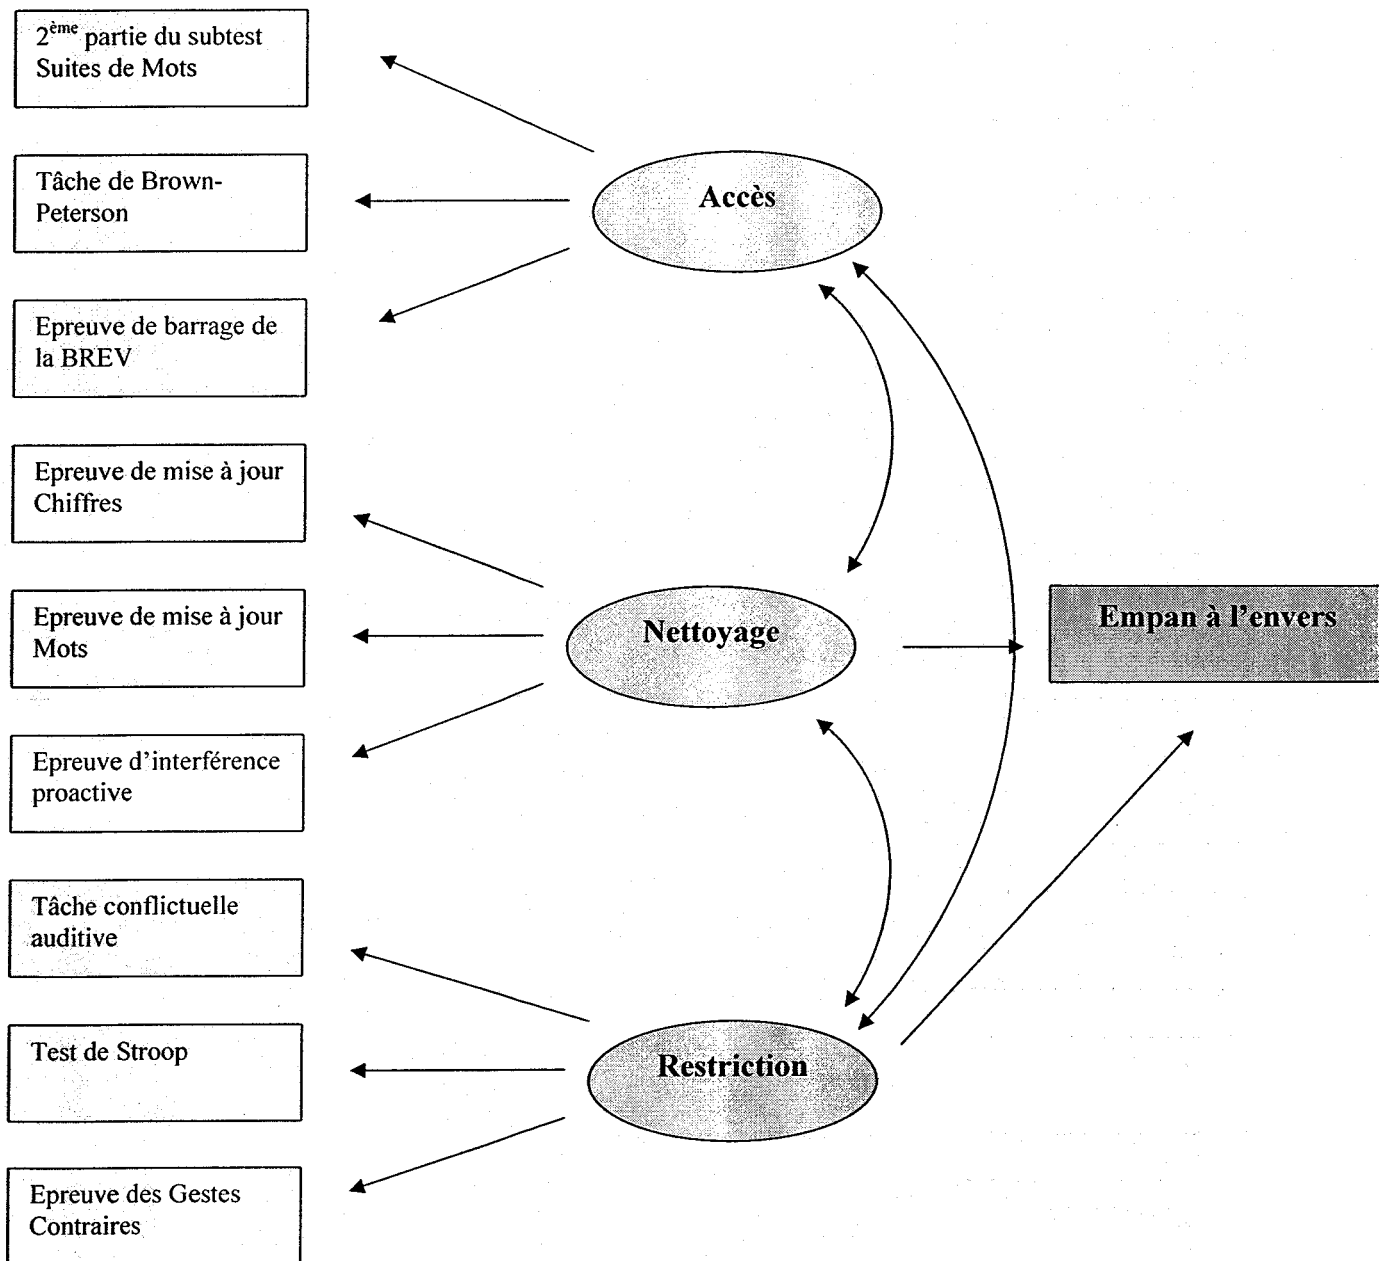 2ème partie du subtest
Suites de Mots
Tâche de Brown-
Peterson
Epreuve de barrage de
la BREV
Epreuve de mise à jour
Chiffres
Epreuve de mise à jour
Mots
Epreuve d'interférence
proactive
Tâche conflictuelle
auditive
Test de Stroop
Epreuve des Gestes
Contraires
Accès
Nettoyage
Restriction
Empan à l'envers